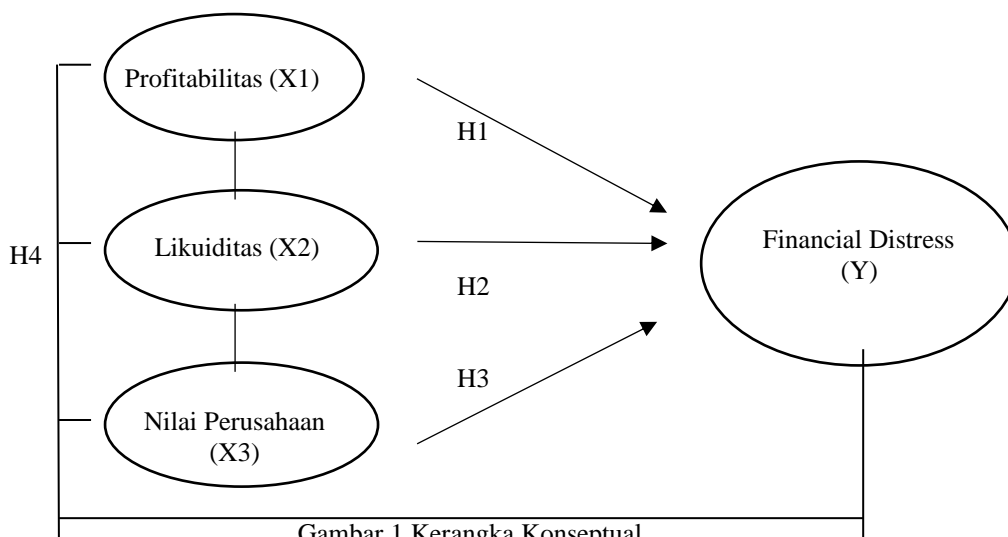 Profitabilitas (X1)
H1
Likuiditas (X2)
Financial Distress
(Y)
H4
H2
H3
Nilai Perusahaan
(X3)
Gambar 1 Kerangka Konseptual